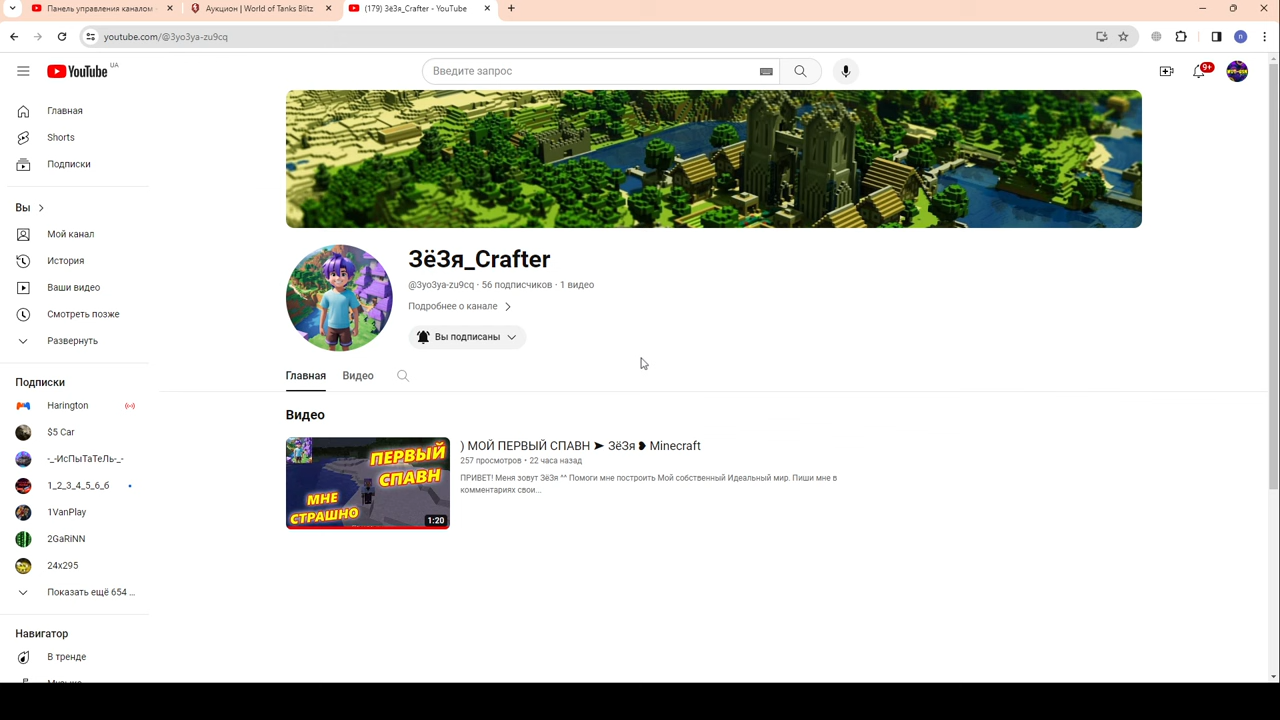 Панель управления каналом
Аукцион | World of Tanks Blitz
(179) ЗёЗя_Crafter - YouTube
youtube.com/@3yo3ya-zu9cq
YouTube UA
Введите запрос
9+
Главная
Shorts
Подписки
Вы
Мой канал
История
Ваши видео
Смотреть позже
Развернуть
Подписки
Harington
$5 Car
-_-ИсПыТаТеЛь-_-
1_2_3_4_5_6_6
1VanPlay
2GaRiNN
24x295
Показать ещё 654 ...
Навигатор
В тренде
ЗёЗя_Crafter
@3yo3ya-zu9cq · 56 подписчиков · 1 видео
Подробнее о канале
Вы подписаны
Главная Видео
Видео
ПЕРВЫЙ
СПАВН
МНЕ
СТРАШНО
1:20
) МОЙ ПЕРВЫЙ СПАВН ➤ ЗёЗя ❥ Minecraft
257 просмотров • 22 часа назад
ПРИВЕТ! Меня зовут ЗёЗя ^^ Помоги мне построить Мой собственный Идеальный мир. Пиши мне в
комментариях свои...